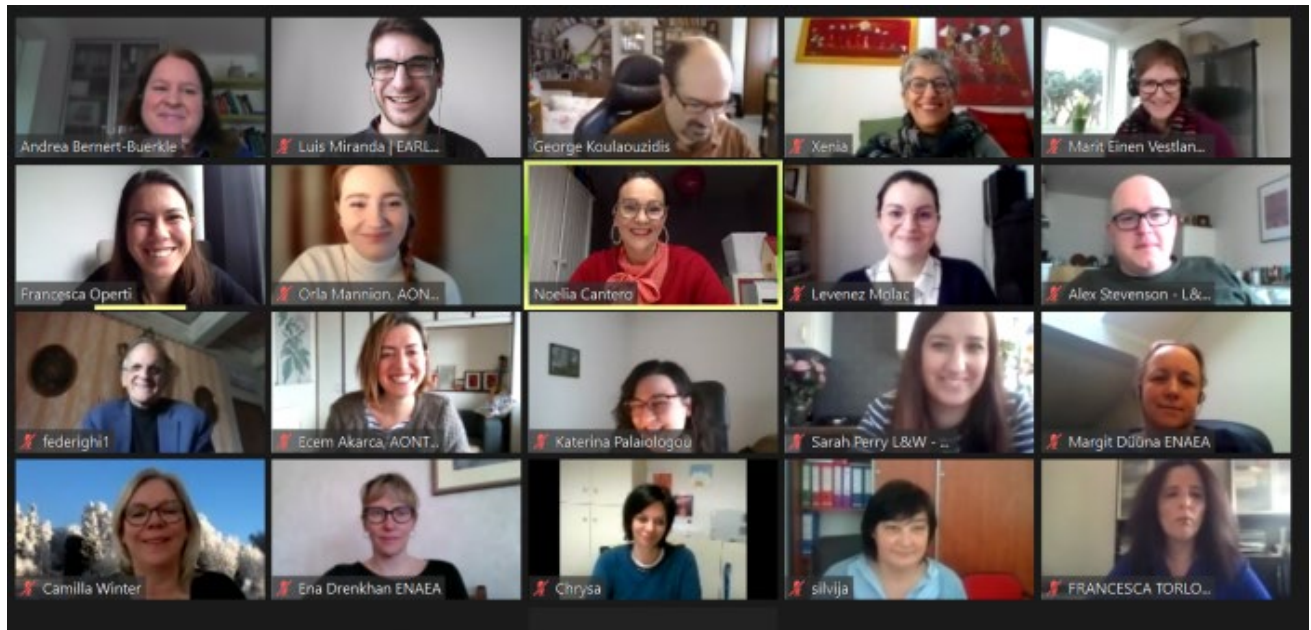 Andrea Bernert-Buerkle
Luis Miranda | EARL...
George Koulaouzidis
Xenia
Marit Einen Vestlan...
Francesca Operti
Orla Mannion, AON...
Noelia Cantero
Levenez Molac
Alex Stevenson - L&...
federighi1
Ecem Akarca, AONT...
Katerina Palaiologou
Sarah Perry L&W - ...
Margit Düüna ENAEA
Camilla Winter
Ena Drenkhan ENAEA
Chrysa
silvija
FRANCESCA TORLO...